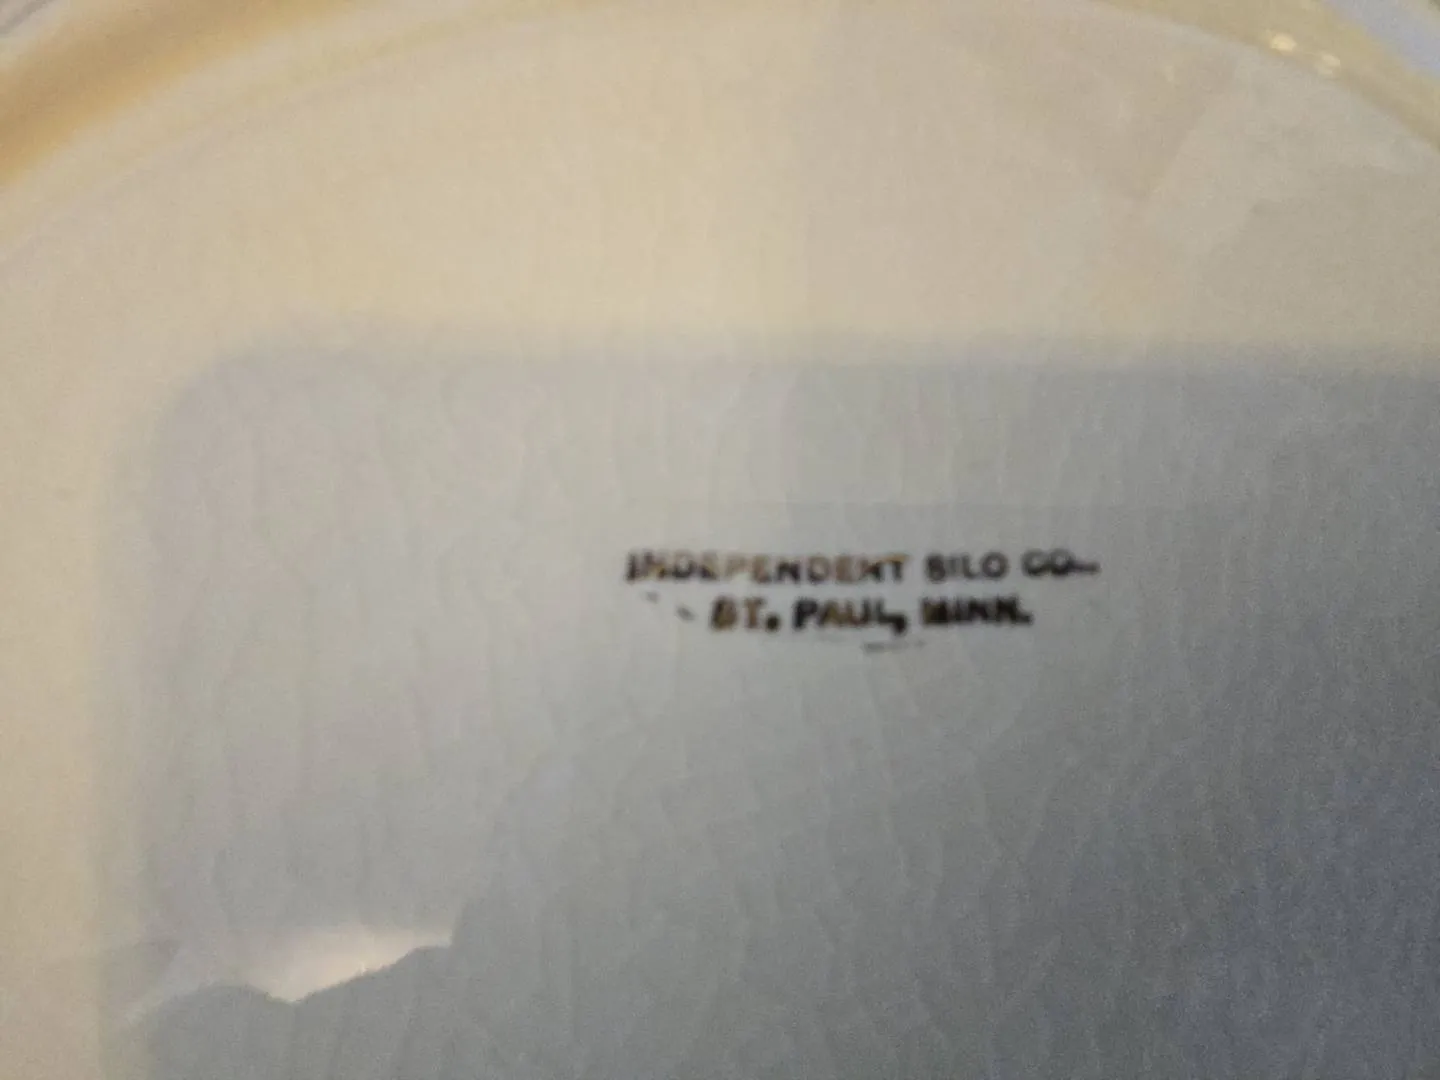 INDEPENDENT SILO CO.
ST. PAUL, MINN.